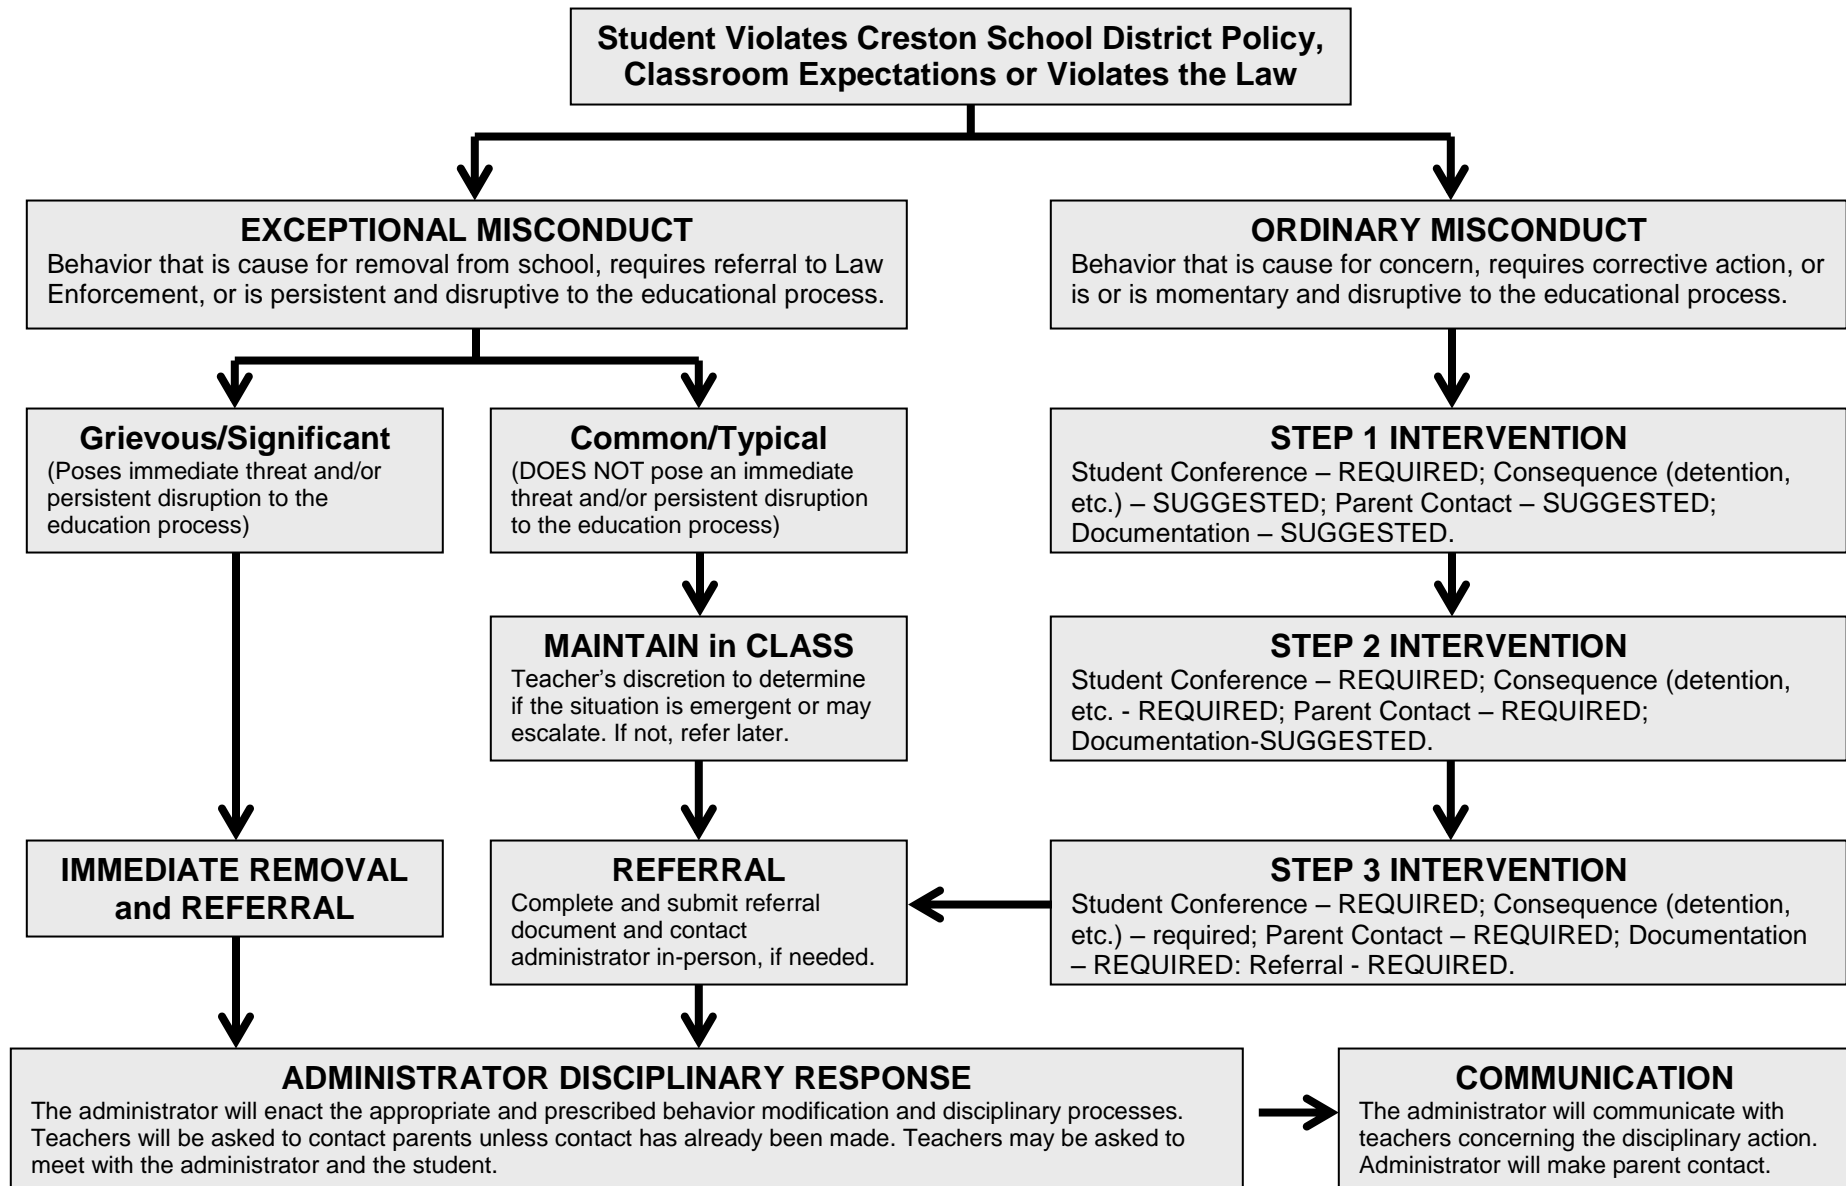 Student Violates Creston School District Policy,
Classroom Expectations or Violates the Law
EXCEPTIONAL MISCONDUCT
Behavior that is cause for removal from school, requires referral to Law
Enforcement, or is persistent and disruptive to the educational process.
ORDINARY MISCONDUCT
Behavior that is cause for concern, requires corrective action, or
is or is momentary and disruptive to the educational process.
Grievous/Significant
(Poses immediate threat and/or
persistent disruption to the
education process)
Common/Typical
(DOES NOT pose an immediate
threat and/or persistent disruption
to the education process)
STEP 1 INTERVENTION
Student Conference – REQUIRED; Consequence (detention,
etc.) – SUGGESTED; Parent Contact – SUGGESTED;
Documentation – SUGGESTED.
MAINTAIN in CLASS
Teacher’s discretion to determine
if the situation is emergent or may
escalate. If not, refer later.
STEP 2 INTERVENTION
Student Conference – REQUIRED; Consequence (detention,
etc. - REQUIRED; Parent Contact – REQUIRED;
Documentation-SUGGESTED.
IMMEDIATE REMOVAL
and REFERRAL
REFERRAL
Complete and submit referral
document and contact
administrator in-person, if needed.
STEP 3 INTERVENTION
Student Conference – REQUIRED; Consequence (detention,
etc.) – required; Parent Contact – REQUIRED; Documentation
– REQUIRED: Referral - REQUIRED.
ADMINISTRATOR DISCIPLINARY RESPONSE
The administrator will enact the appropriate and prescribed behavior modification and disciplinary processes.
Teachers will be asked to contact parents unless contact has already been made. Teachers may be asked to
meet with the administrator and the student.
COMMUNICATION
The administrator will communicate with
teachers concerning the disciplinary action.
Administrator will make parent contact.